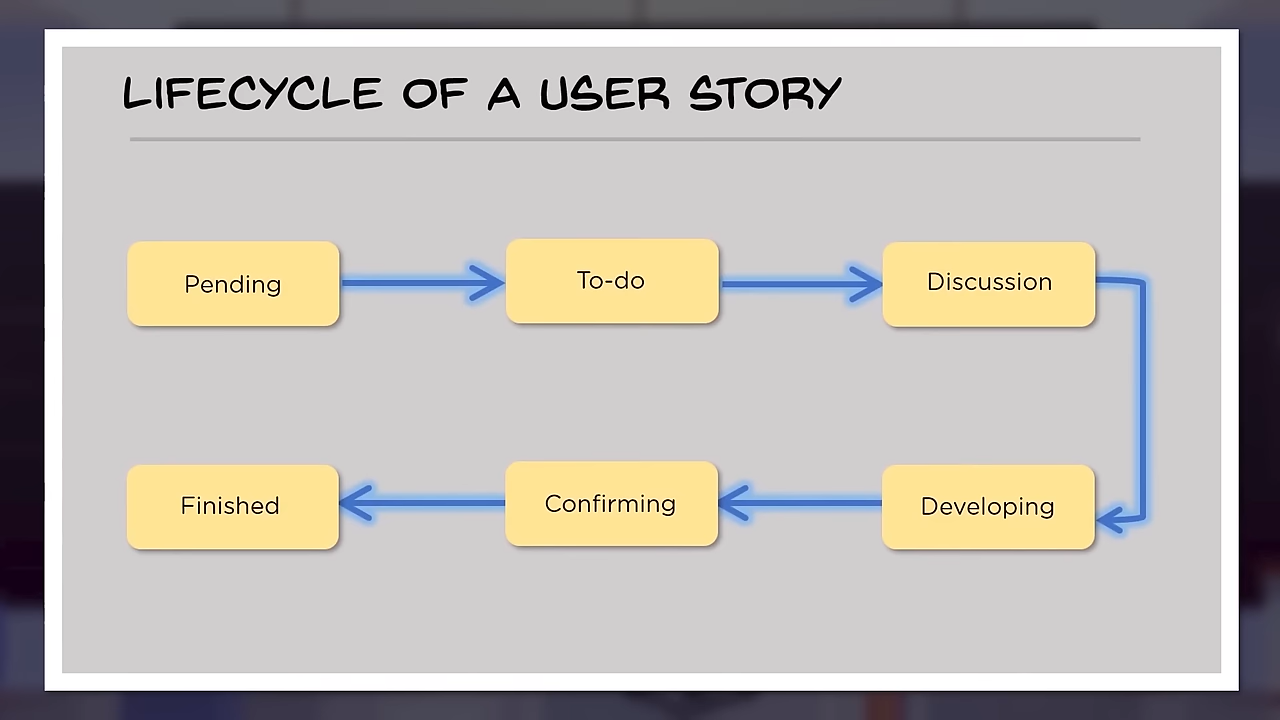 LIFECYCLE OF A USER STORY
Pending
To-do
Discussion
Developing
Confirming
Finished